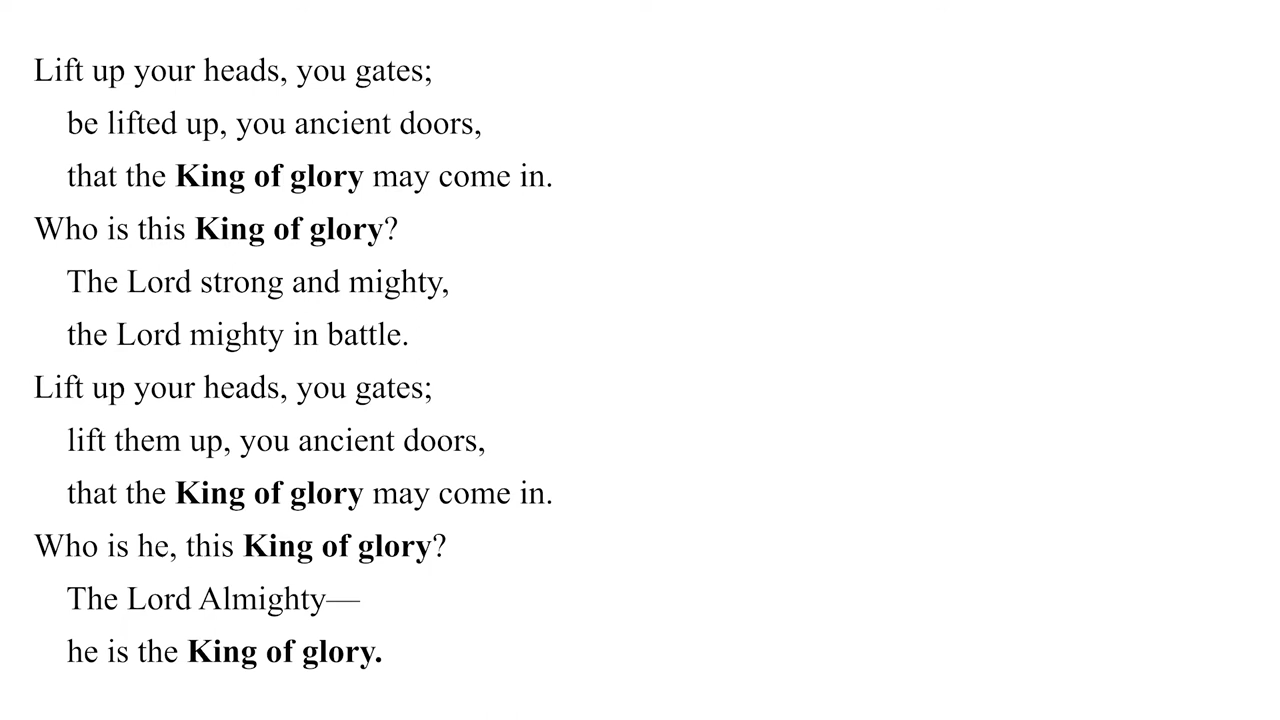 Lift up your heads, you gates;
be lifted up, you ancient doors,
that the King of glory may come in.
Who is this King of glory?
The Lord strong and mighty,
the Lord mighty in battle.
Lift up your heads, you gates;
lift them up, you ancient doors,
that the King of glory may come in.
Who is he, this King of glory?
The Lord Almighty—
he is the King of glory.